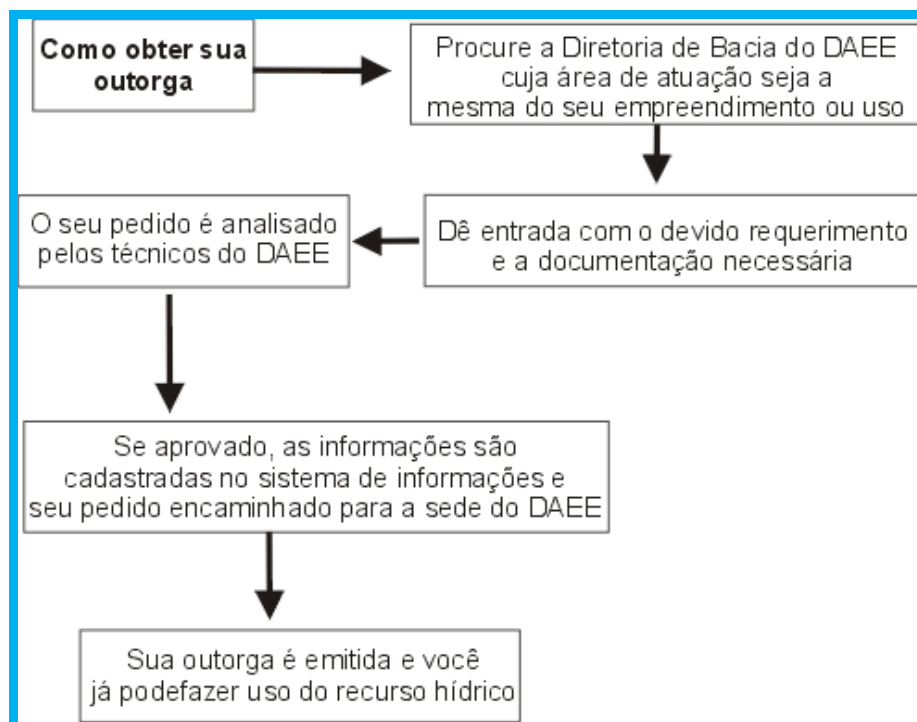 Como obter sua
outorga
Procure a Diretoria de Bacia do DAEE
cuja área de atuação seja a
mesma do seu empreendimento ou uso
Dê entrada com o devido requerimento
e a documentação necessária
O seu pedido é analisado
pelos técnicos do DAEE
Se aprovado, as informações são
cadastradas no sistema de informações e
seu pedido encaminhado para a sede do DAEE
Sua outorga é emitida e você
já podefazer uso do recurso hídrico